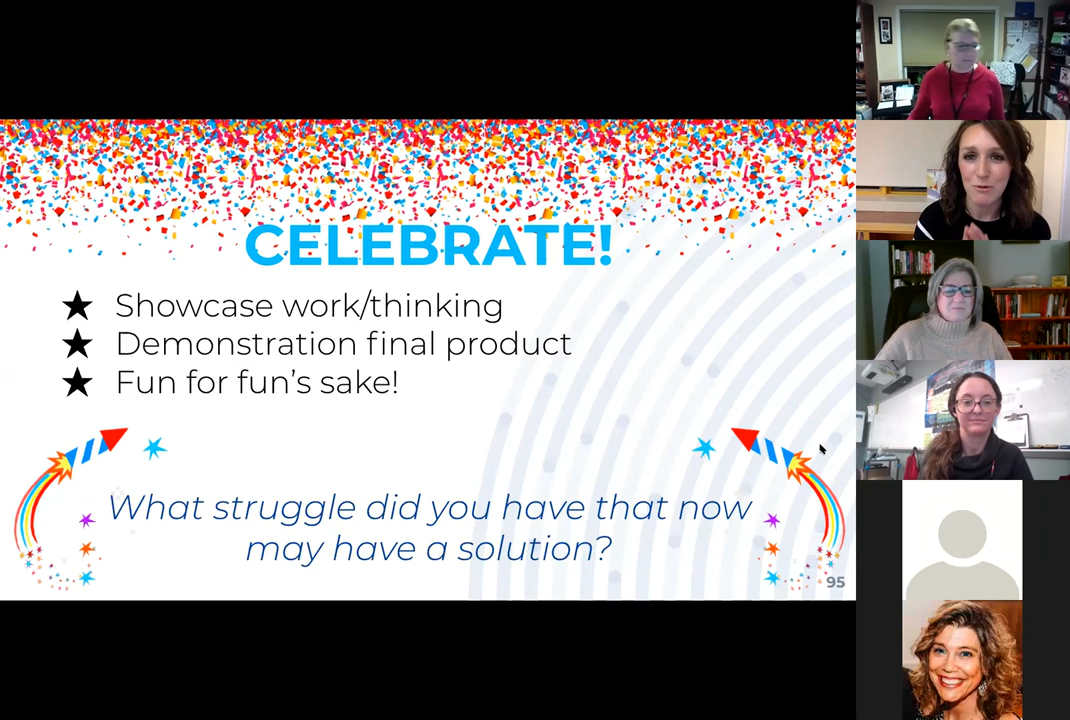 CELEBRATE!
★ Showcase work/thinking
★ Demonstration final product
★ Fun for fun's sake!
What struggle did you have that now
may have a solution?
95